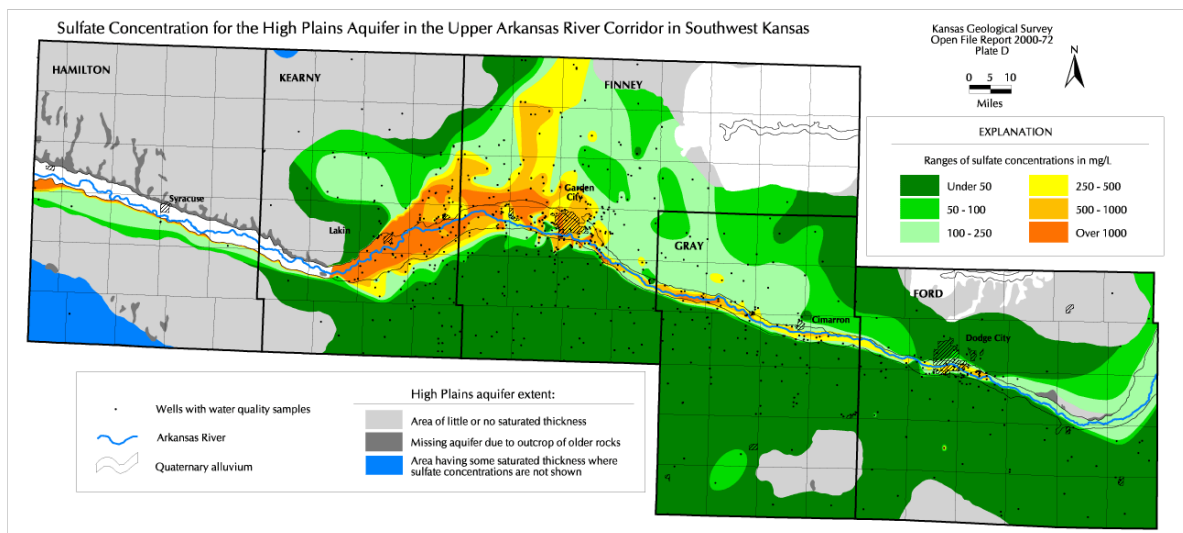 Sulfate Concentration for the High Plains Aquifer in the Upper Arkansas River Corridor in Southwest Kansas
Kansas Geological Survey
Open File Report 2000-72
Plate D
N
0 5 10
Miles
HAMILTON
KEARNY
FINNEY
Syracuse
Lakin
Garden
City
GRAY
Cimarron
FORD
Dodge City
EXPLANATION
Ranges of sulfate concentrations in mg/L
Under 50
250 - 500
50 - 100
500 - 1000
100 - 250
Over 1000
Wells with water quality samples
Arkansas River
Quaternary alluvium
High Plains aquifer extent:
Area of little or no saturated thickness
Missing aquifer due to outcrop of older rocks
Area having some saturated thickness where
sulfate concentrations are not shown